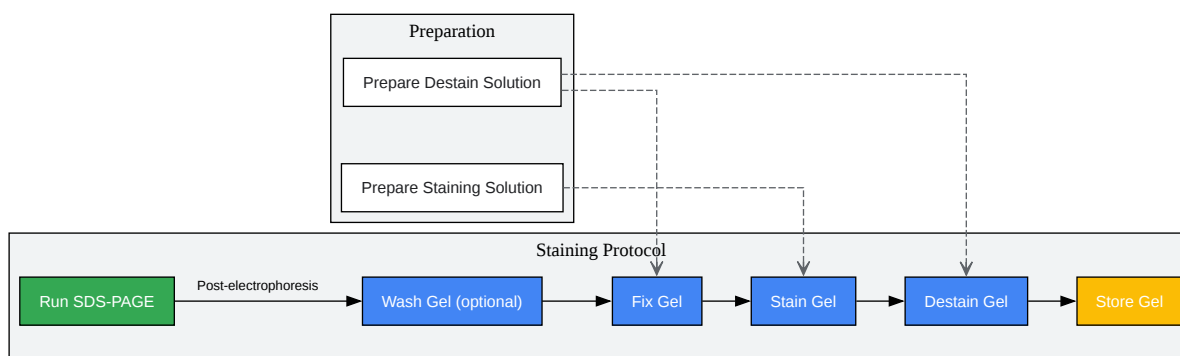 Preparation
Prepare Destain Solution
Prepare Staining Solution
Staining Protocol
Run SDS-PAGE
Post-electrophoresis
Wash Gel (optional)
Fix Gel
Stain Gel
Destain Gel
Store Gel